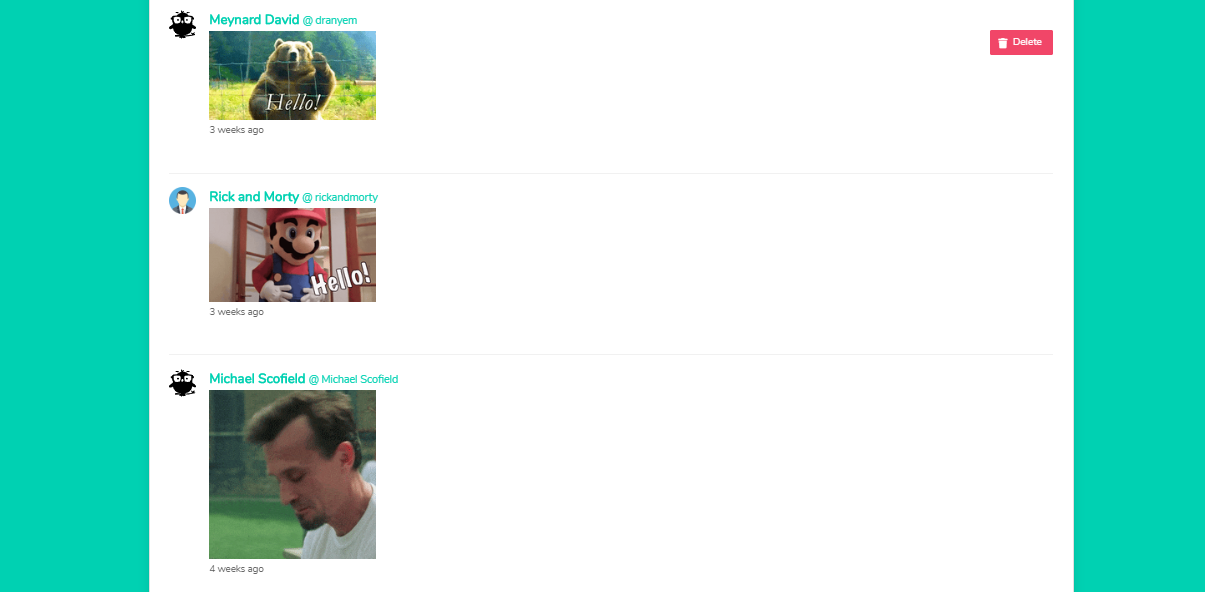 Meynard David @ dranyem
Delete
Hello!
3 weeks ago
Rick and Morty @ rickandmorty
Hello!
3 weeks ago
Michael Scofield @ Michael Scofield
4 weeks ago